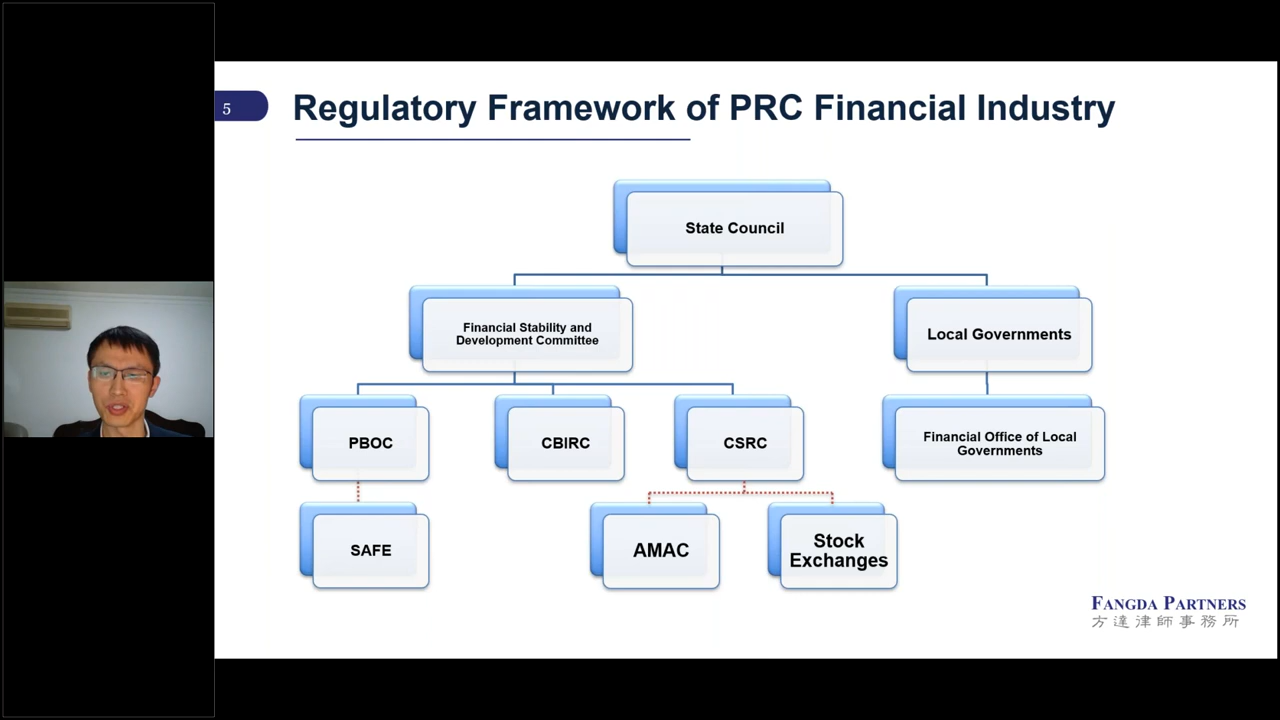 5
Regulatory Framework of PRC Financial Industry
State Council
Financial Stability and
Development Committee
Local Governments
PBOC
CBIRC
CSRC
Financial Office of Local
Governments
SAFE
AMAC
Stock
Exchanges
FANGDA PARTNERS
方達律師事務所